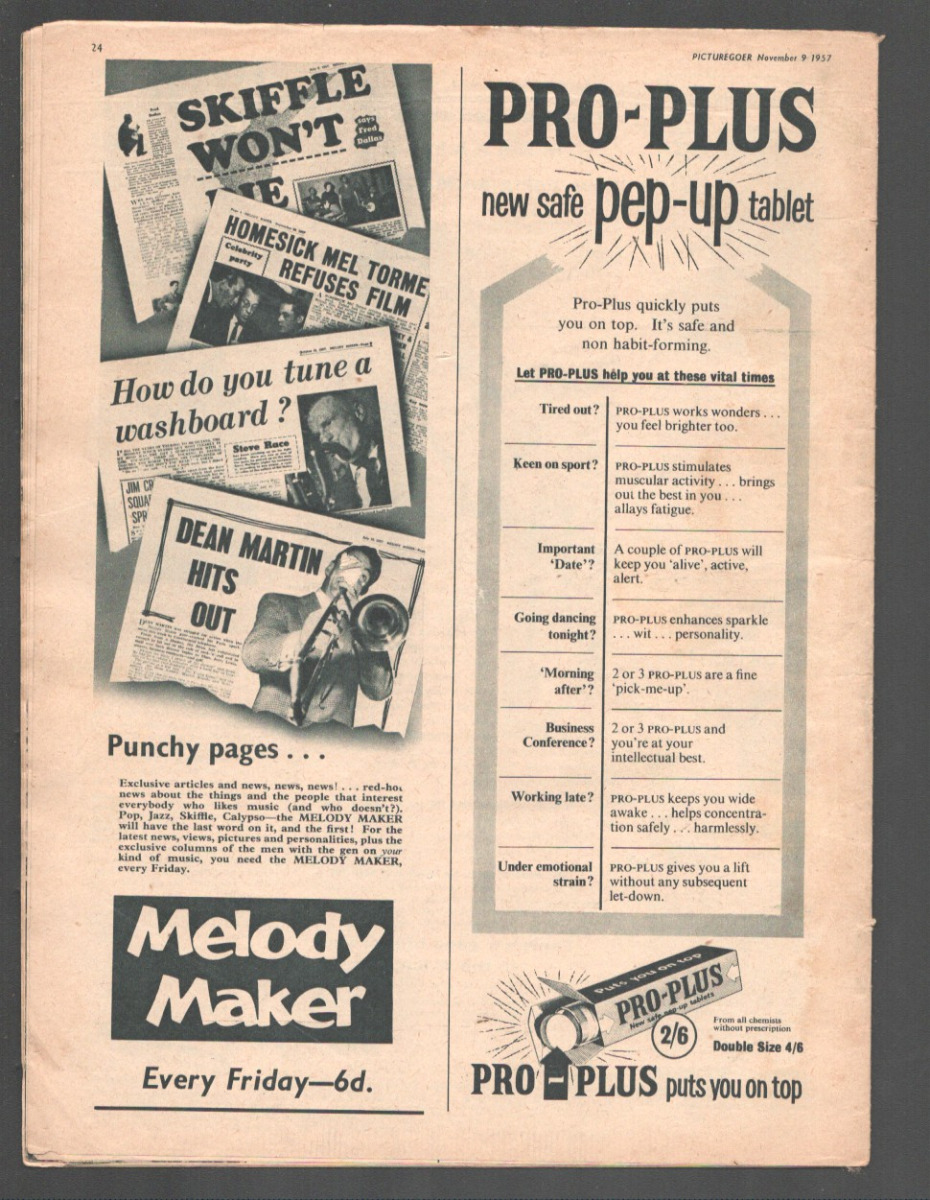 24
PICTUREGOER November 9 1957
SKIFFLE
WON'T
DIE
says
Fred
Dallas
HOMESICK MEL TORME
REFUSES FILM
Celebrity
party
How do you tune a
washboard?
Steve Race
JIM CR
SQUA
SPR
DEAN MARTIN
HITS
OUT
Punchy pages . . .
Exclusive articles and news, news, news! . . . red-hot
news about the things and the people that interest
everybody who likes music (and who doesn't?).
Pop, Jazz, Skiffle, Calypso—the MELODY MAKER
will have the last word on it, and the first! For the
latest news, views, pictures and personalities, plus the
exclusive columns of the men with the gen on your
kind of music, you need the MELODY MAKER,
every Friday.
Melody
Maker
Every Friday—6d.
PRO-PLUS
new safe pep-up tablet
Pro-Plus quickly puts
you on top. It's safe and
non habit-forming.
Let PRO-PLUS help you at these vital times
Tired out? PRO-PLUS works wonders . . .
you feel brighter too.
Keen on sport? PRO-PLUS stimulates
muscular activity . . . brings
out the best in you . . .
allays fatigue.
Important A couple of PRO-PLUS will
'Date'? keep you 'alive', active,
alert.
Going dancing PRO-PLUS enhances sparkle
tonight? . . . wit . . . personality.
'Morning 2 or 3 PRO-PLUS are a fine
after'? 'pick-me-up'.
Business 2 or 3 PRO-PLUS and
Conference? you're at your
intellectual best.
Working late? PRO-PLUS keeps you wide
awake . . . helps concentra-
tion safely . . . harmlessly.
Under emotional PRO-PLUS gives you a lift
strain? without any subsequent
let-down.
Puts you on top
PRO-PLUS
New safe pep-up tablets
2/6
From all chemists
without prescription
Double Size 4/6
PRO-PLUS puts you on top